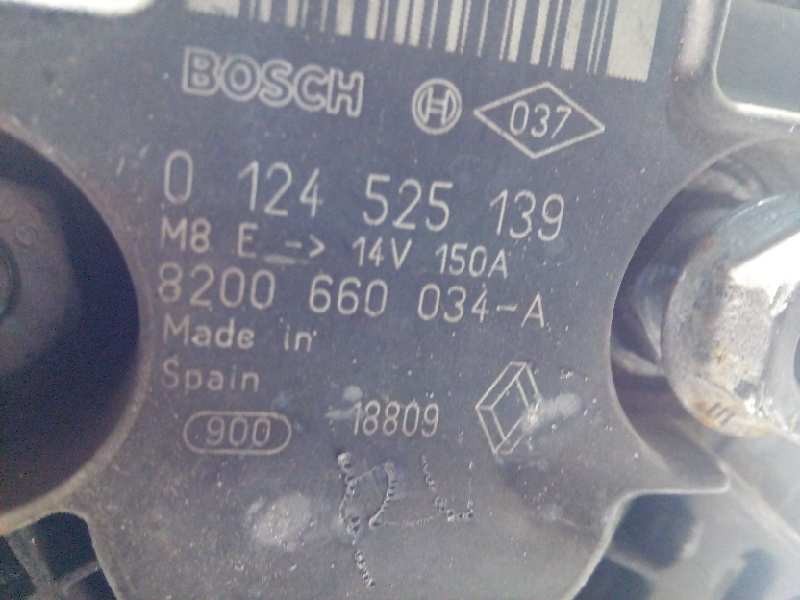 BOSCH H 037
0 124 525 139
M8 E --> 14V 150A
8200 660 034-A
Made in
Spain
900 18809